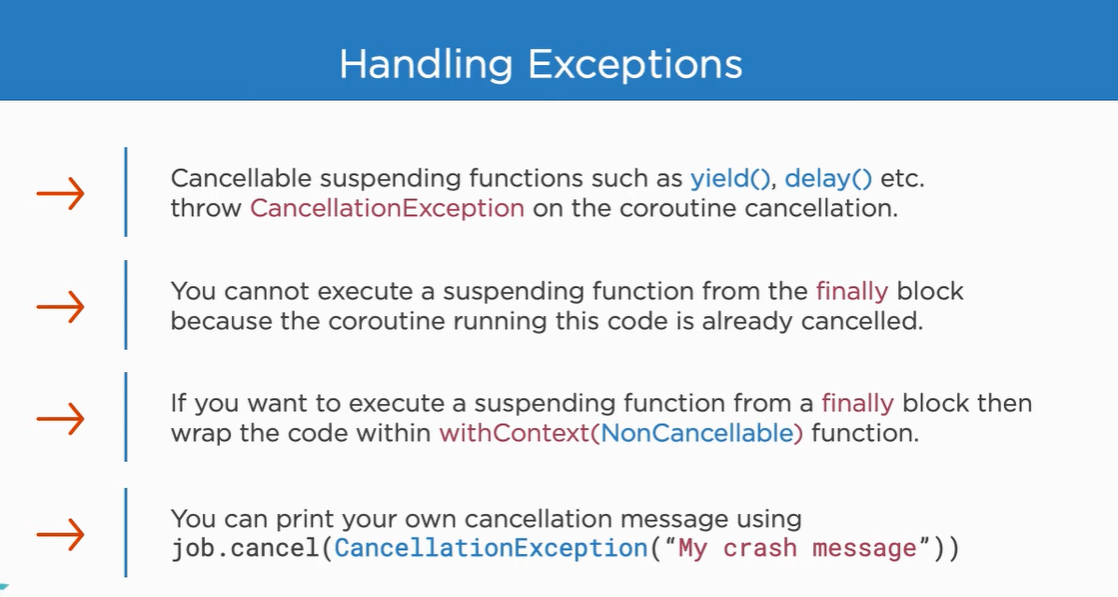 Handling Exceptions
Cancellable suspending functions such as yield(), delay() etc.
throw CancellationException on the coroutine cancellation.
You cannot execute a suspending function from the finally block
because the coroutine running this code is already cancelled.
If you want to execute a suspending function from a finally block then
wrap the code within withContext(NonCancellable) function.
You can print your own cancellation message using
job.cancel(CancellationException(“My crash message”))